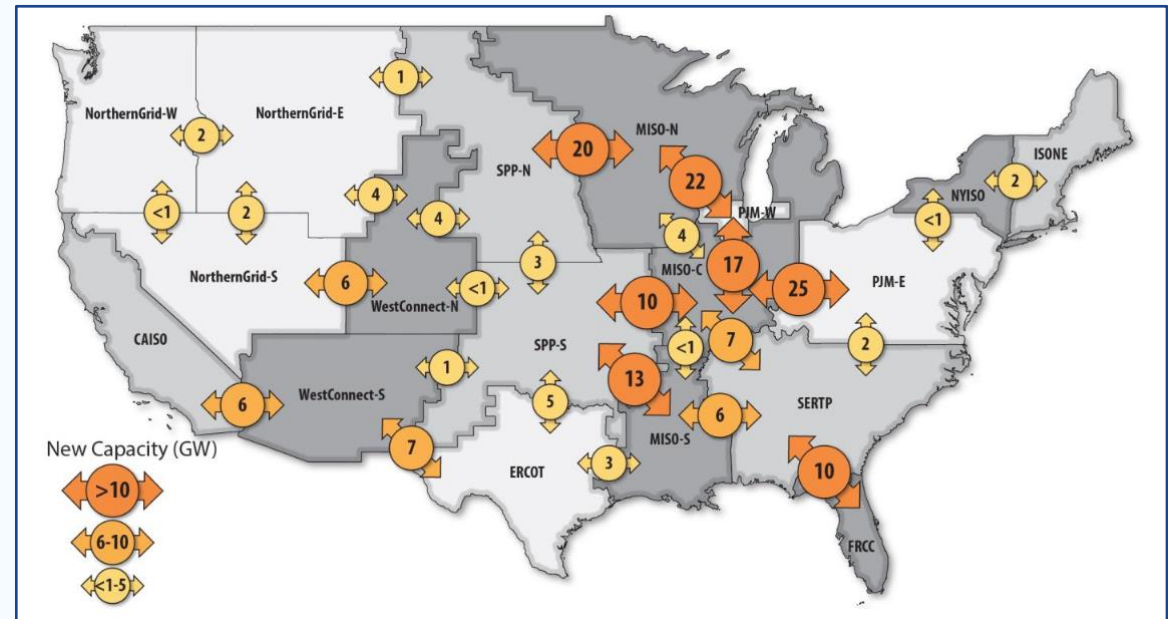 1
NorthernGrid-W
NorthernGrid-E
2
MISO-N
20
SPP-N
ISONE
22
4
2
NYISO
<1
2
4
PJM-W
<1
4
3
MISO-C
17
NorthernGrid-S
6
<1
25
PJM-E
WestConnect-N
10
CAISO
<1
7
2
SPP-S
1
13
WestConnect-S
6
5
6
SERTP
MISO-S
7
3
ERCOT
10
FRCC
New Capacity (GW)
>10
6-10
<1-5